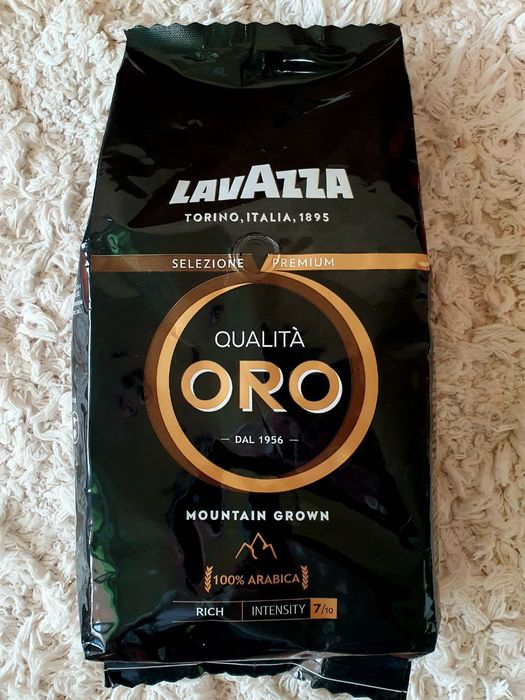 LAVAZZA
TORINO, ITALIA, 1895
SELEZIONE PREMIUM
QUALITÀ
ORO
— DAL 1956 —
MOUNTAIN GROWN
100% ARABICA
RICH INTENSITY 7/10